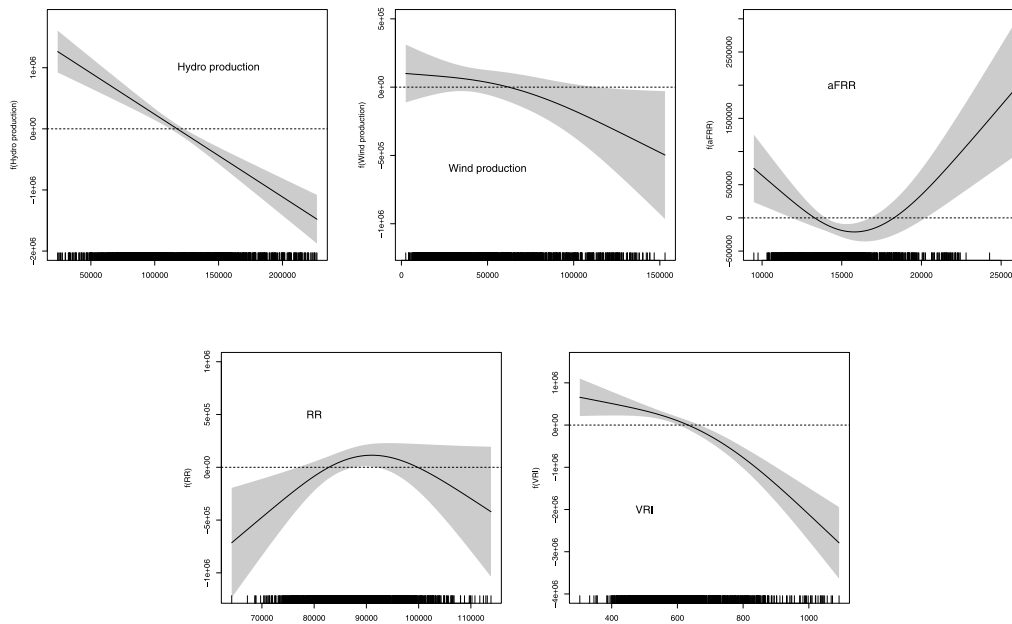 Hydro production
f(Hydro production)
−2e+06 −1e+06 0e+00 1e+06
50000 100000 150000 200000
Wind production
f(Wind production)
−1e+06 −5e+05 0e+00 5e+05
0 50000 100000 150000
aFRR
f(aFRR)
−500000 0 500000 1500000 2500000
10000 15000 20000 25000
RR
f(RR)
−1e+06 −5e+05 0e+00 5e+05 1e+06
70000 80000 90000 100000 110000
VRI
f(VRI)
−4e+06 −3e+06 −2e+06 −1e+06 0e+00 1e+06
400 600 800 1000